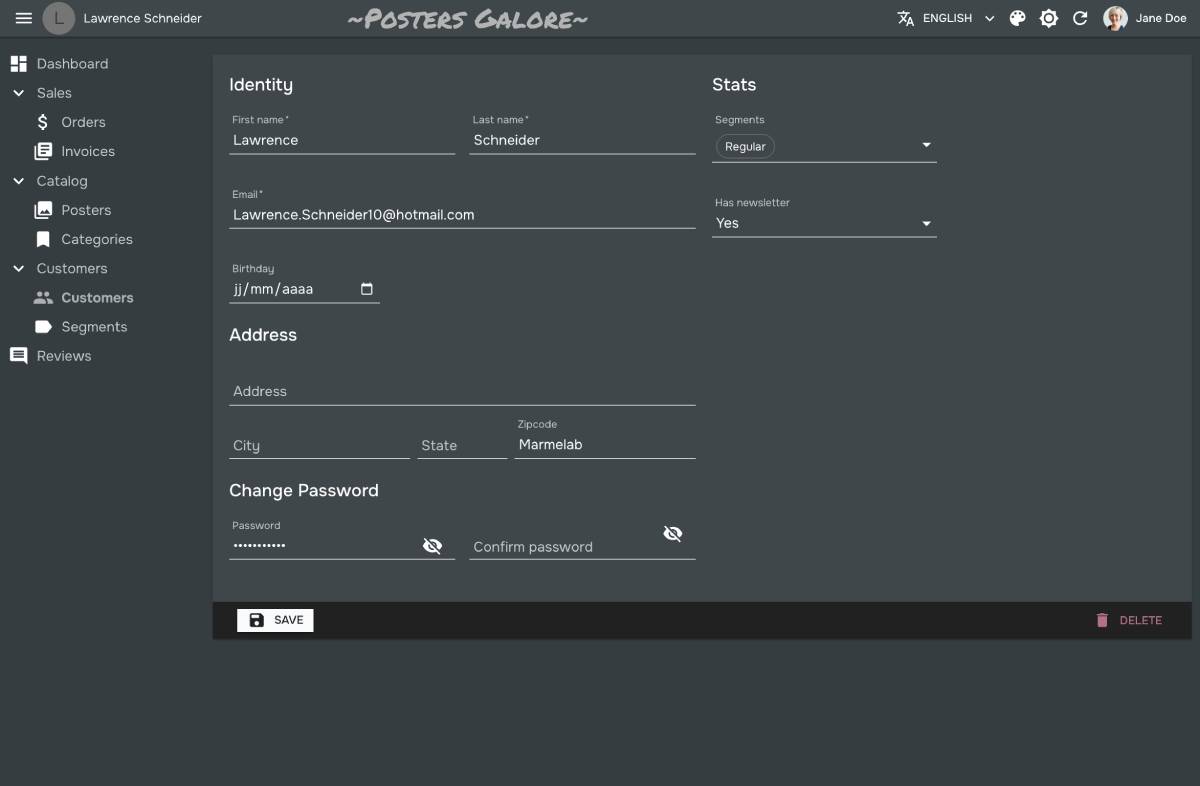 L Lawrence Schneider ~Posters Galore~ ENGLISH Jane Doe
Dashboard
Sales
Orders
Invoices
Catalog
Posters
Categories
Customers
Customers
Segments
Reviews
Identity
First name *
Lawrence
Last name *
Schneider
Email *
Lawrence.Schneider10@hotmail.com
Birthday
jj/mm/aaaa
Address
Address
City
State
Zipcode
Marmelab
Change Password
Password
•••••••••••
Confirm password
Stats
Segments
Regular
Has newsletter
Yes
SAVE
DELETE